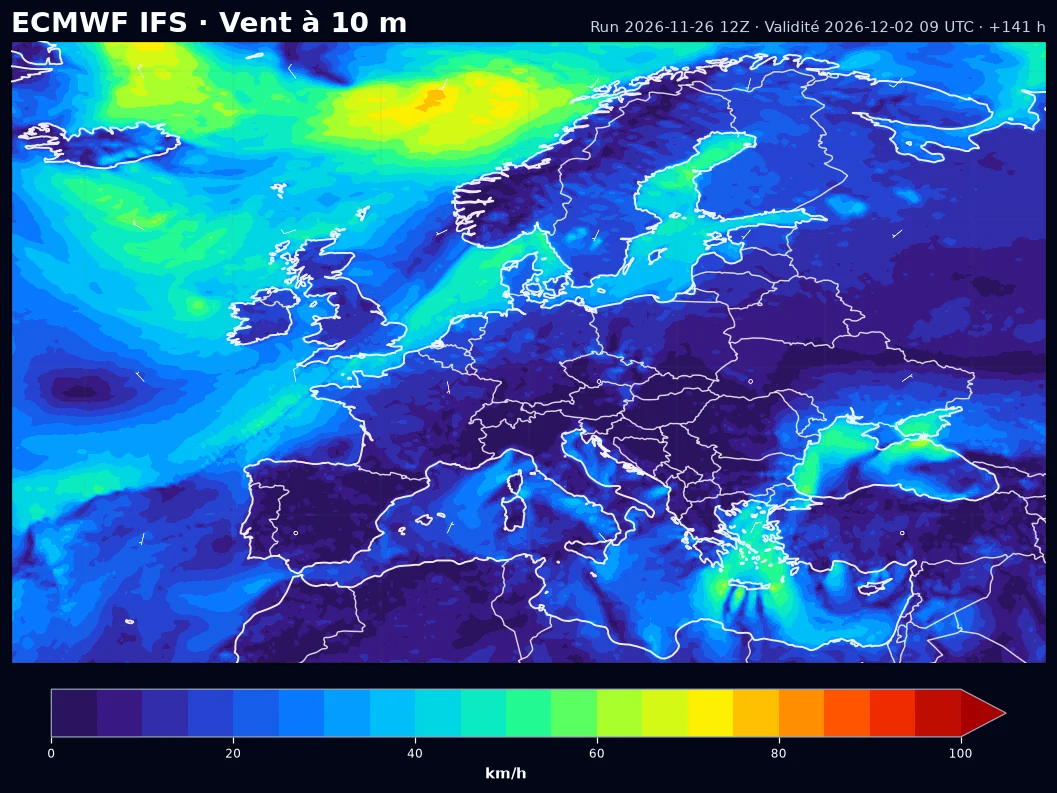 ECMWF IFS · Vent à 10 m
Run 2026-11-26 12Z · Validité 2026-12-02 09 UTC · +141 h
0 20 40 60 80 100
km/h